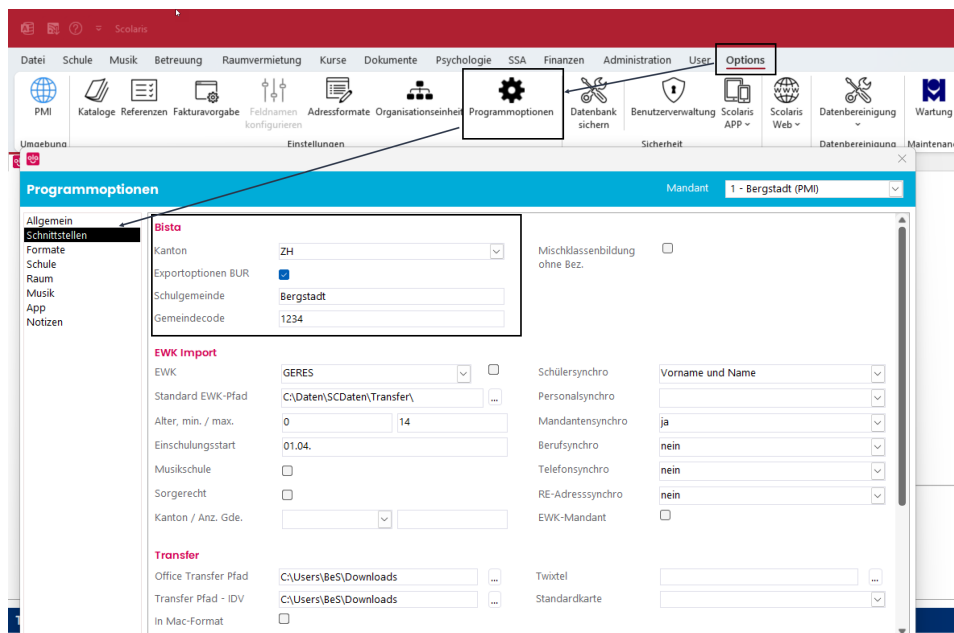 Scolaris
Datei Schule Musik Betreuung Raumvermietung Kurse Dokumente Psychologie SSA Finanzen Administration User Options
PMI Kataloge Referenzen Fakturavorgabe Feldnamen konfigurieren Adressformate Organisationseinheit Programmoptionen Datenbank sichern Benutzerverwaltung Scolaris APP Scolaris Web Datenbereinigung Wartung
Umgebung Einstellungen Sicherheit Datenbereinigung Maintenan
Programmoptionen Mandant 1 - Bergstadt (PMI)
Allgemein
Schnittstellen
Formate
Schule
Raum
Musik
App
Notizen
Bista
Kanton ZH Mischklassenbildung ohne Bez.
Exportoptionen BUR
Schulgemeinde Bergstadt
Gemeindecode 1234
EWK Import
EWK GERES Schülersynchro Vorname und Name
Standard EWK-Pfad C:\Daten\SCDaten\Transfer\ ... Personalsynchro
Alter, min. / max. 0 14 Mandantensynchro ja
Einschulungsstart 01.04. Berufsynchro nein
Musikschule Telefonsynchro nein
Sorgerecht RE-Adresssynchro nein
Kanton / Anz. Gde. EWK-Mandant
Transfer
Office Transfer Pfad C:\Users\BeS\Downloads ... Twixtel ...
Transfer Pfad - IDV C:\Users\BeS\Downloads ... Standardkarte
In Mac-Format